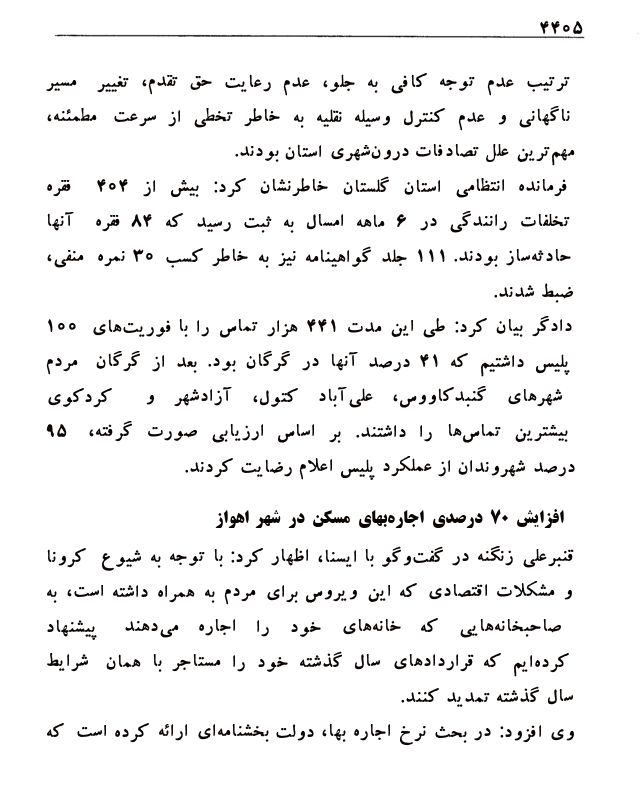 ۴۴۰۵
ترتیب عدم توجه کافی به جلو، عدم رعایت حق تقدم، تغییر مسیر
ناگهانی و عدم کنترل وسیله نقلیه به خاطر تخطی از سرعت مطمئنه،
مهم‌ترین علل تصادفات درون‌شهری استان بودند.
فرمانده انتظامی استان گلستان خاطرنشان کرد: بیش از ۴۰۴ فقره
تخلفات رانندگی در ۶ ماهه امسال به ثبت رسید که ۸۴ فقره آنها
حادثه‌ساز بودند. ۱۱۱ جلد گواهینامه نیز به خاطر کسب ۳۰ نمره منفی،
ضبط شدند.
دادگر بیان کرد: طی این مدت ۴۴۱ هزار تماس را با فوریت‌های ۱۰۰
پلیس داشتیم که ۴۱ درصد آنها در گرگان بود. بعد از گرگان مردم
شهرهای گنبدکاووس، علی‌آباد کتول، آزادشهر و کردکوی
بیشترین تماس‌ها را داشتند. بر اساس ارزیابی صورت گرفته، ۹۵
درصد شهروندان از عملکرد پلیس اعلام رضایت کردند.
افزایش ۷۰ درصدی اجاره‌بهای مسکن در شهر اهواز
قنبرعلی زنگنه در گفت‌وگو با ایسنا، اظهار کرد: با توجه به شیوع کرونا
و مشکلات اقتصادی که این ویروس برای مردم به همراه داشته است، به
صاحبخانه‌هایی که خانه‌های خود را اجاره می‌دهند پیشنهاد
کرده‌ایم که قراردادهای سال گذشته خود را مستاجر با همان شرایط
سال گذشته تمدید کنند.
وی افزود: در بحث نرخ اجاره بها، دولت بخشنامه‌ای ارائه کرده است که